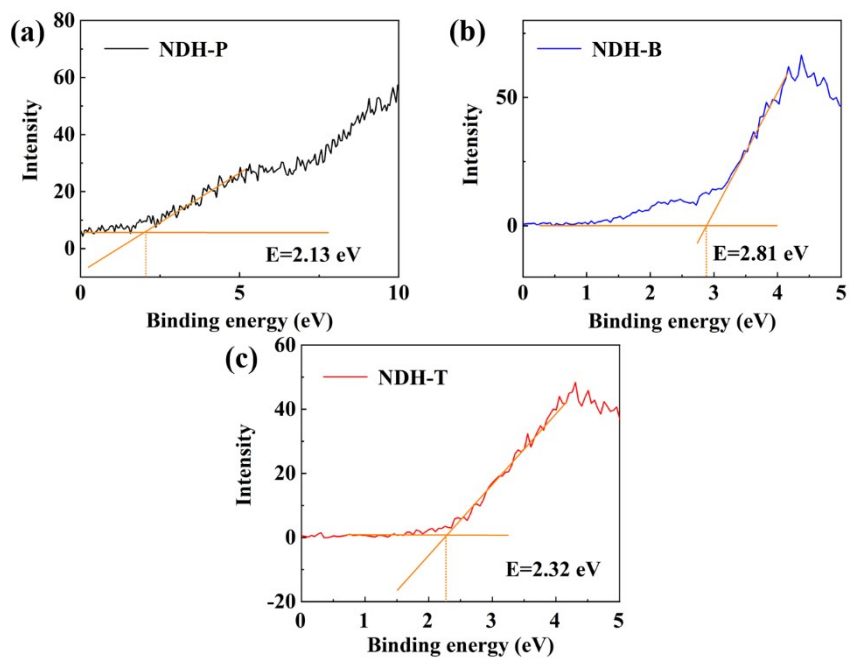 (a)
NDH-P
80
60
40
20
0
Intensity
E=2.13 eV
0 5 10
Binding energy (eV)
(b)
NDH-B
50
0
Intensity
E=2.81 eV
0 1 2 3 4 5
Binding energy (eV)
(c)
NDH-T
60
40
20
0
-20
Intensity
E=2.32 eV
0 1 2 3 4 5
Binding energy (eV)